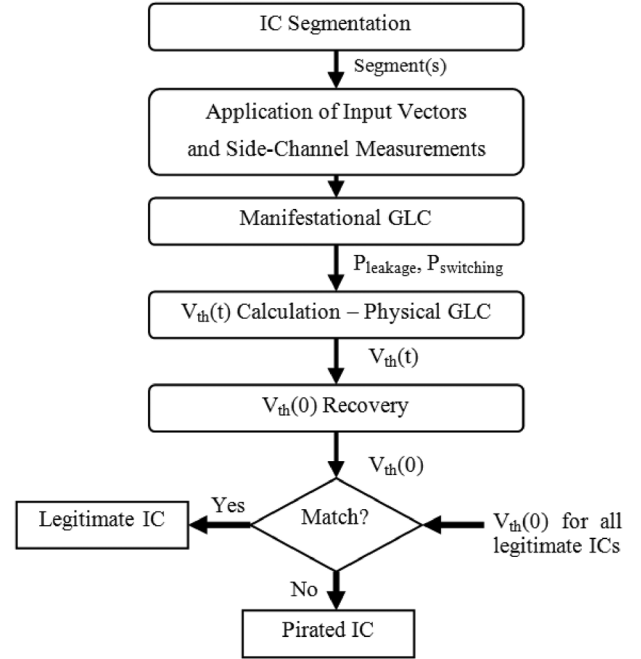 IC Segmentation
Segment(s)
Application of Input Vectors
and Side-Channel Measurements
Manifestational GLC
Pleakage, Pswitching
Vth(t) Calculation – Physical GLC
Vth(t)
Vth(0) Recovery
Vth(0)
Match?
Yes
Legitimate IC
Vth(0) for all
legitimate ICs
No
Pirated IC